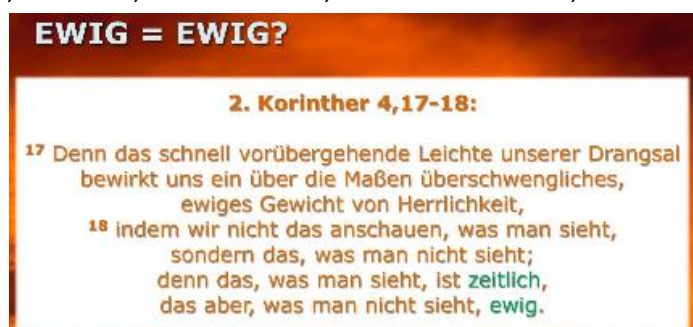 EWIG = EWIG?
2. Korinther 4,17-18:
17 Denn das schnell vorübergehende Leichte unserer Drangsal
bewirkt uns ein über die Maßen überschwengliches,
ewiges Gewicht von Herrlichkeit,
18 indem wir nicht das anschauen, was man sieht,
sondern das, was man nicht sieht;
denn das, was man sieht, ist zeitlich,
das aber, was man nicht sieht, ewig.